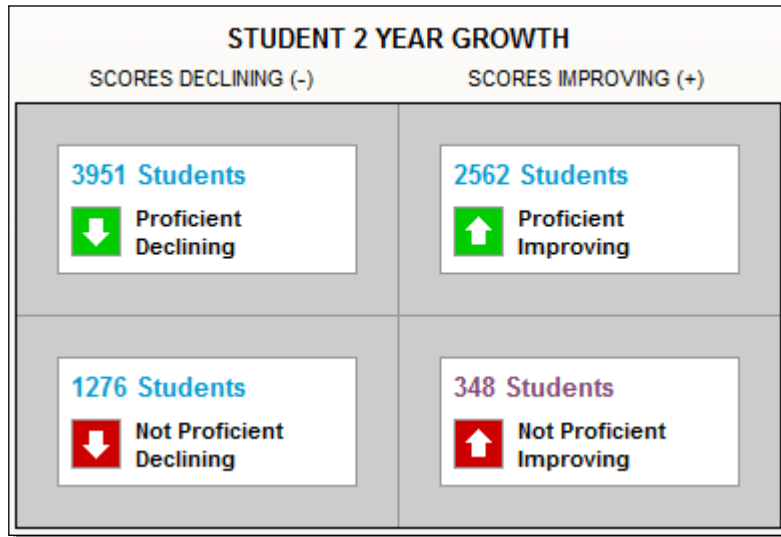 STUDENT 2 YEAR GROWTH
SCORES DECLINING (-)
SCORES IMPROVING (+)
3951 Students
Proficient
Declining
2562 Students
Proficient
Improving
1276 Students
Not Proficient
Declining
348 Students
Not Proficient
Improving